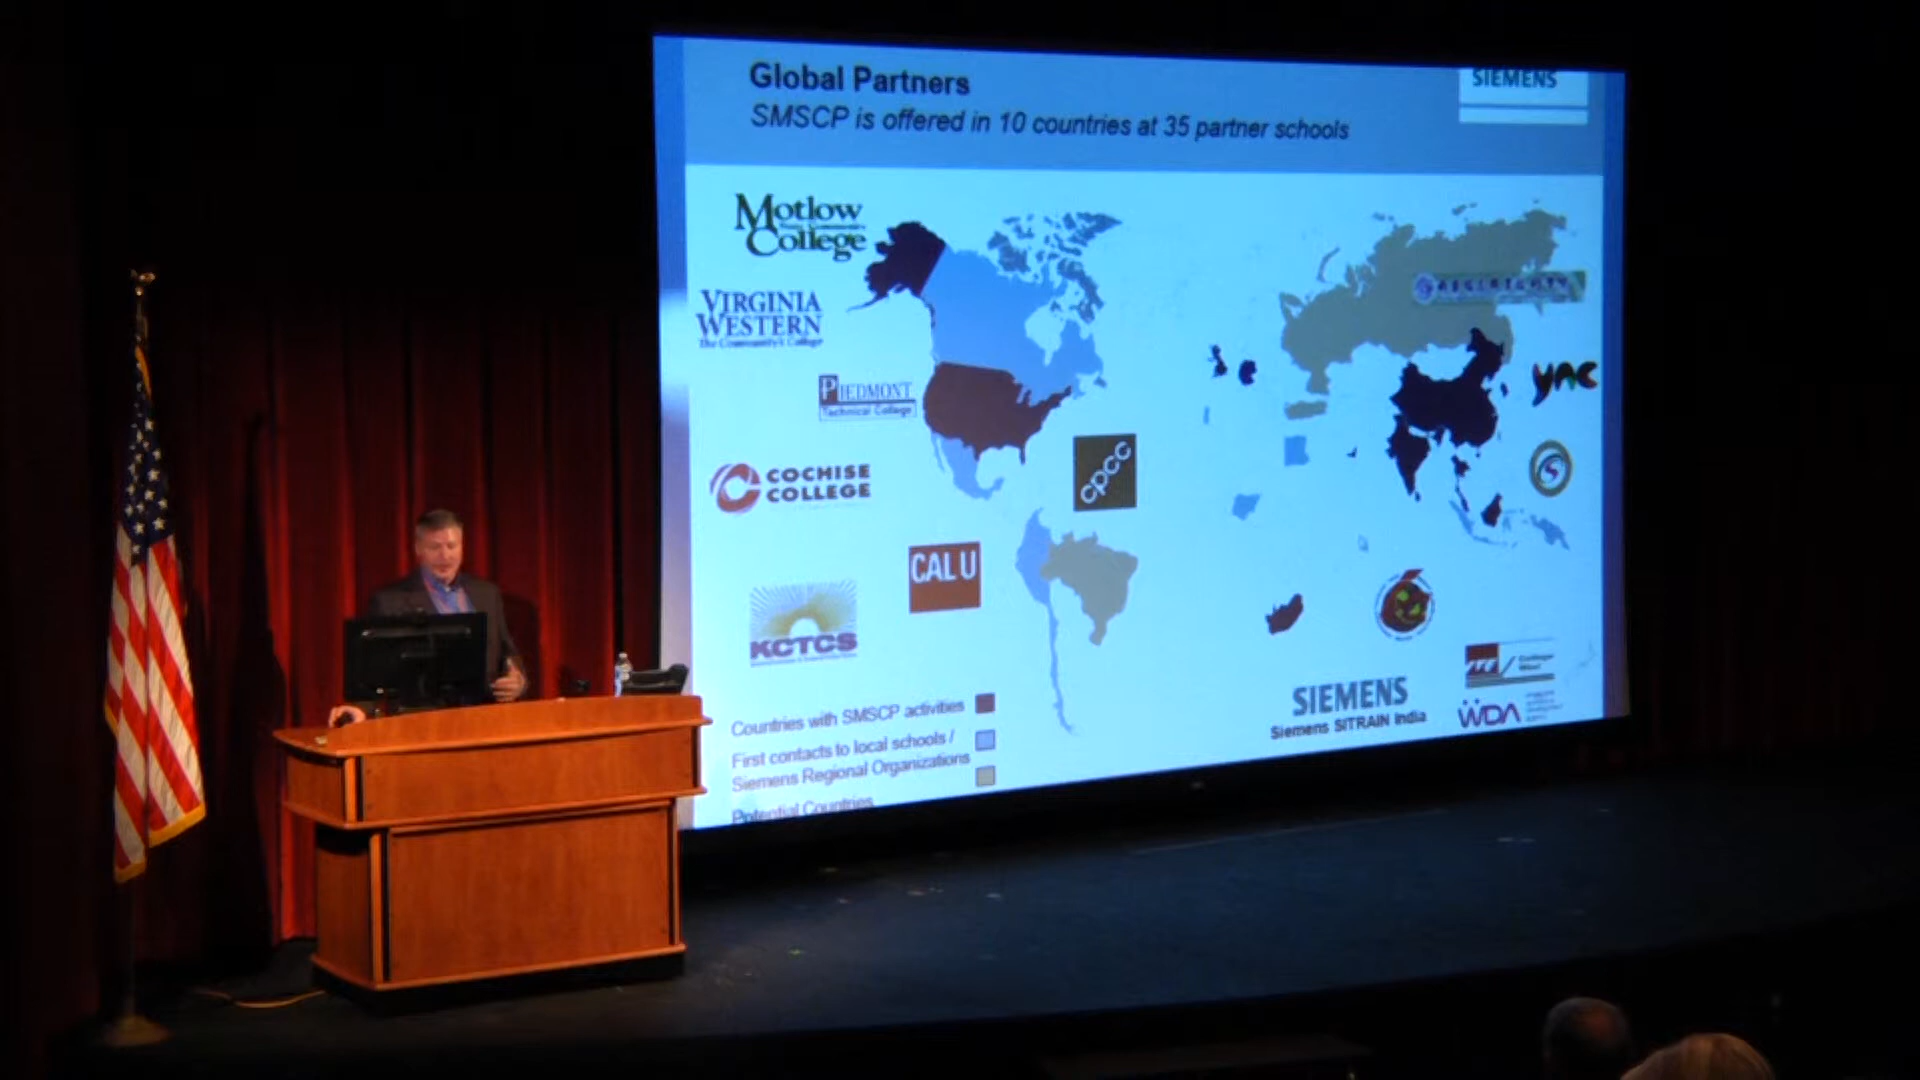 Global Partners
SMSCP is offered in 10 countries at 35 partner schools
SIEMENS
Motlow
College
VIRGINIA
WESTERN
The Community's College
PIEDMONT
Technical College
COCHISE
COLLEGE
cpcc
CAL U
KCTCS
ync
S
SIEMENS
Siemens SITRAIN India
College
WDA
Countries with SMSCP activities
First contacts to local schools /
Siemens Regional Organizations
Potential Countries